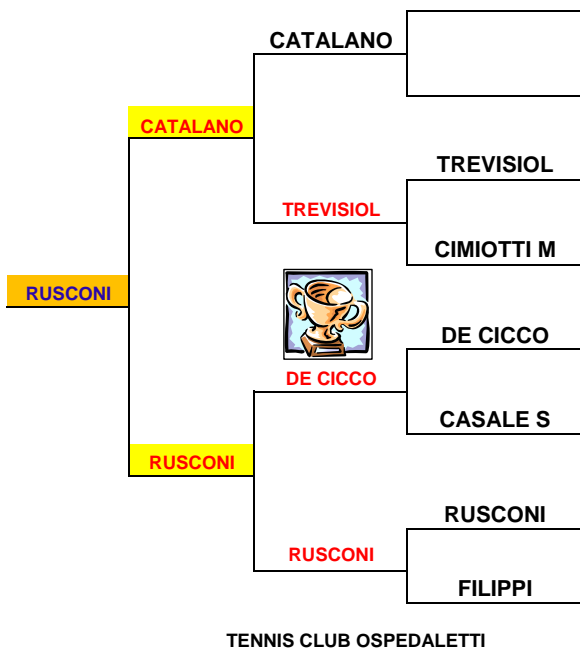 CATALANO
CATALANO
TREVISIOL
TREVISIOL
CIMIOTTI M
RUSCONI
DE CICCO
DE CICCO
CASALE S
RUSCONI
RUSCONI
RUSCONI
FILIPPI
TENNIS CLUB OSPEDALETTI